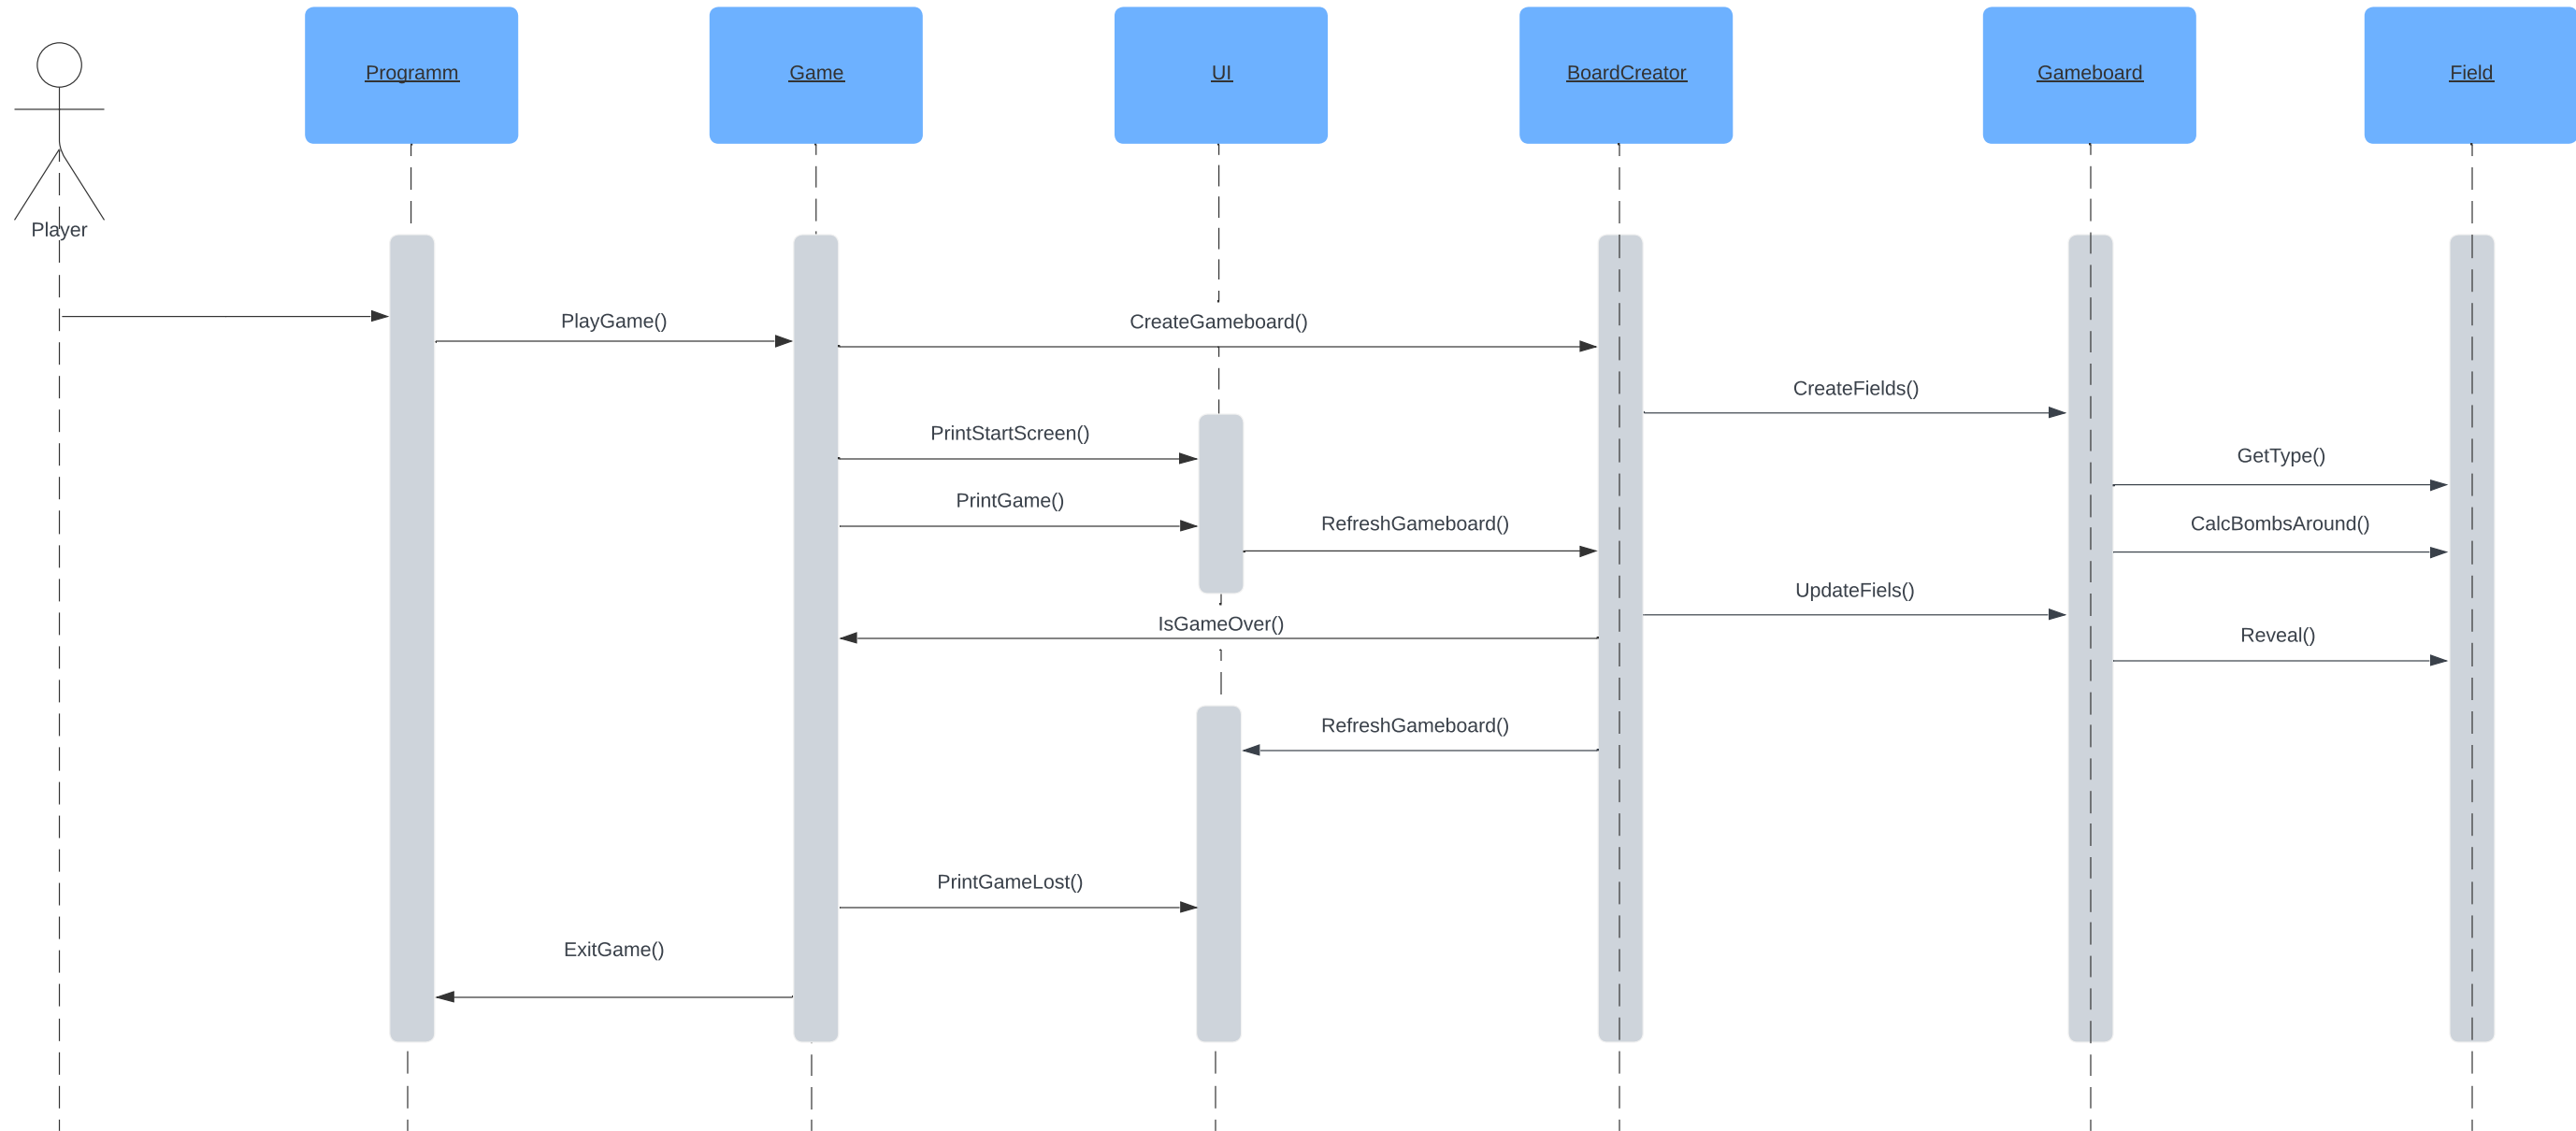 Programm
Game
UI
BoardCreator
Gameboard
Field
Player
PlayGame()
CreateGameboard()
CreateFields()
PrintStartScreen()
GetType()
PrintGame()
RefreshGameboard()
CalcBombsAround()
UpdateFiels()
IsGameOver()
Reveal()
RefreshGameboard()
PrintGameLost()
ExitGame()